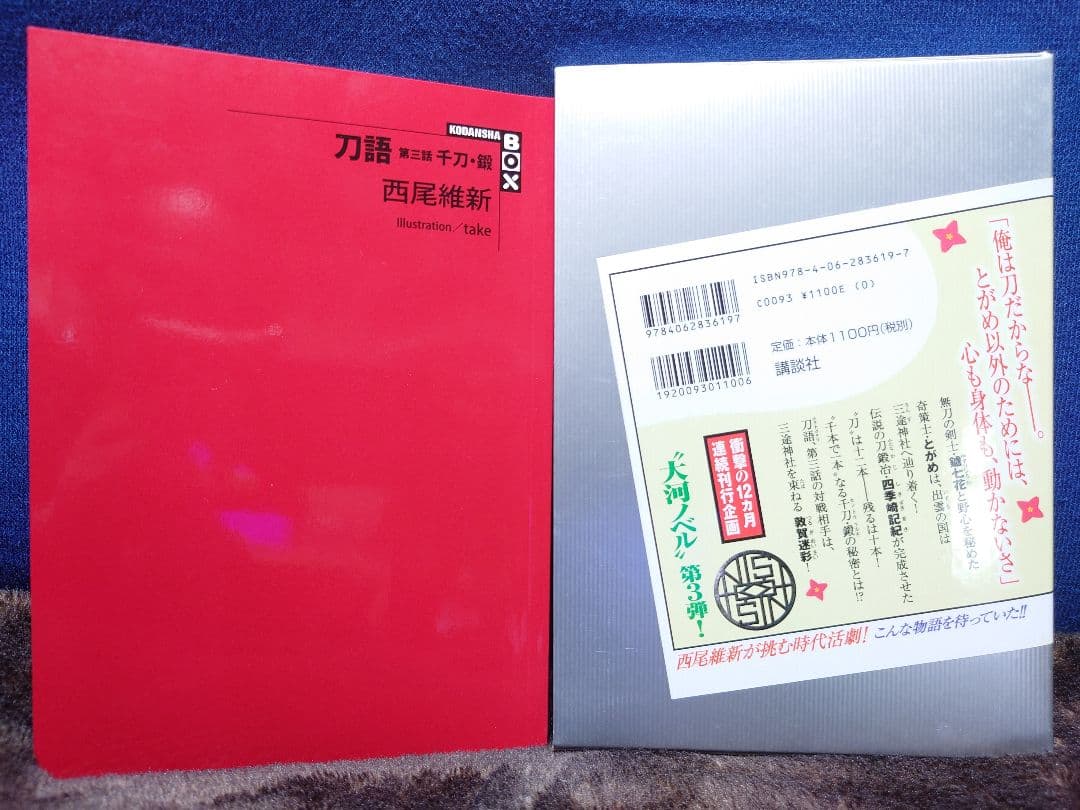 KODANSHA
BOX
刀語 第三話 千刀・鍛
西尾維新
Illustration／take
ISBN978-4-06-283619-7
C0093 ¥1100E (0)
9784062836197
定価：本体1100円(税別)
1920093011006
講談社
「俺は刀だからな――。
とがめ以外のためには、
心も身体も、動かないさ」
無刀の剣士・鑢七花と野心を秘めた
奇策士・とがめは、出雲の国は
三途神社へ辿り着く！
伝説の刀鍛冶・四季崎記紀が完成させた
“刀”は十二本――残るは十本！
“千本で一本”なる千刀・鍛の秘密とは!?
刀語、第三話の対戦相手は、
三途神社を束ねる敦賀迷彩！
衝撃の12ヵ月
連続刊行企画
“大河ノベル”第3弾！
NISIOISIN
西尾維新が挑む時代活劇！ こんな物語を待っていた!!